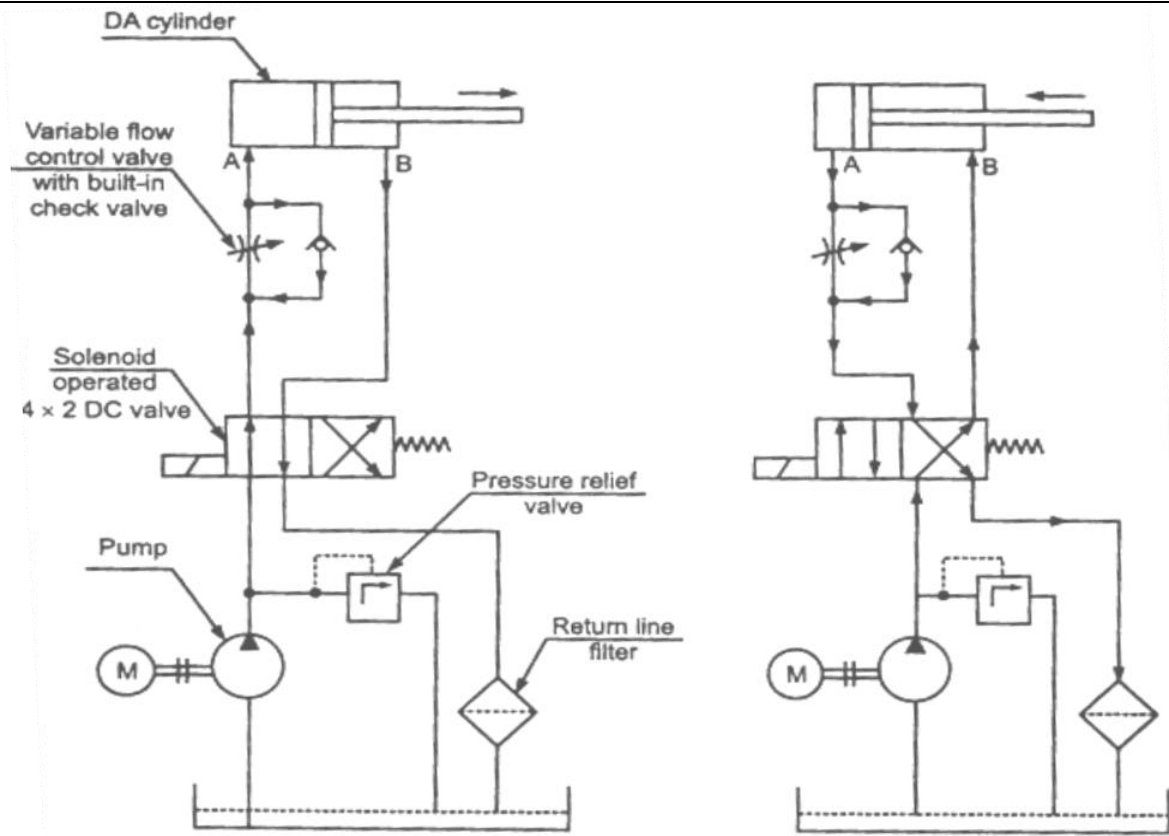 DA cylinder
Variable flow
control valve
with built-in
check valve
A
B
Solenoid
operated
4 × 2 DC valve
Pressure relief
valve
Pump
M
Return line
filter
A
B
M